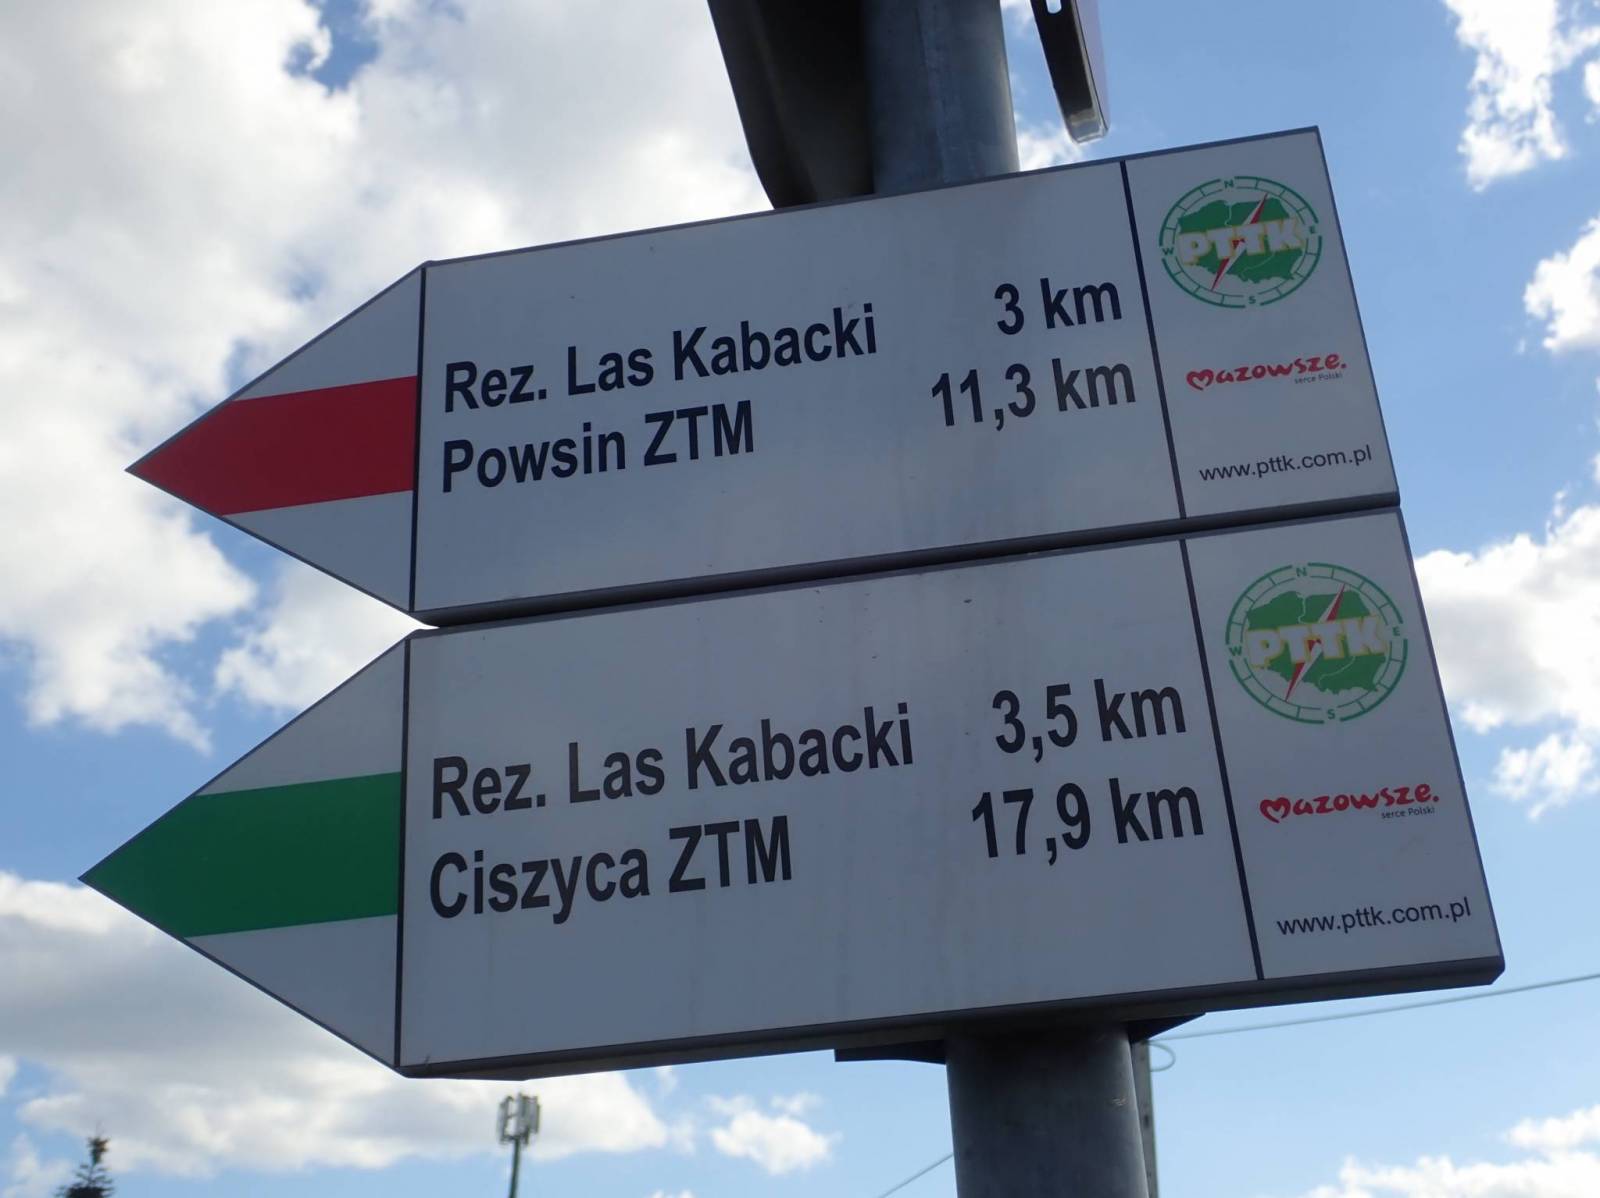 Rez. Las Kabacki 3 km
Powsin ZTM 11,3 km
N
W E
PTTK
S
Mazowsze.
serce Polski
www.pttk.com.pl
Rez. Las Kabacki 3,5 km
Ciszyca ZTM 17,9 km
N
W E
PTTK
S
Mazowsze.
serce Polski
www.pttk.com.pl